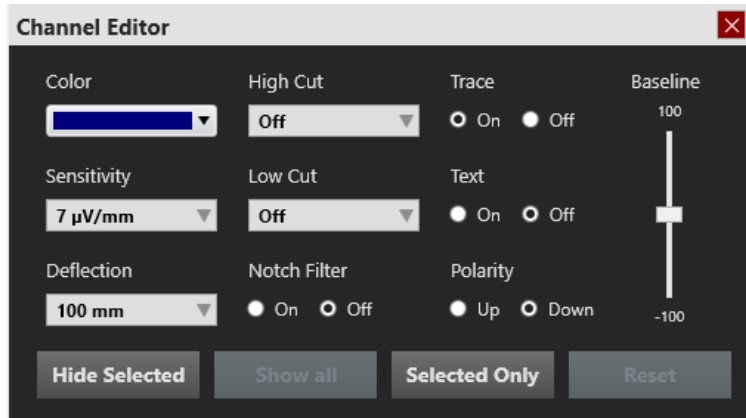 Channel Editor
Color High Cut Trace Baseline
Off On Off 100
Sensitivity Low Cut Text
7 µV/mm Off On Off
Deflection Notch Filter Polarity
100 mm On Off Up Down -100
Hide Selected Show all Selected Only Reset